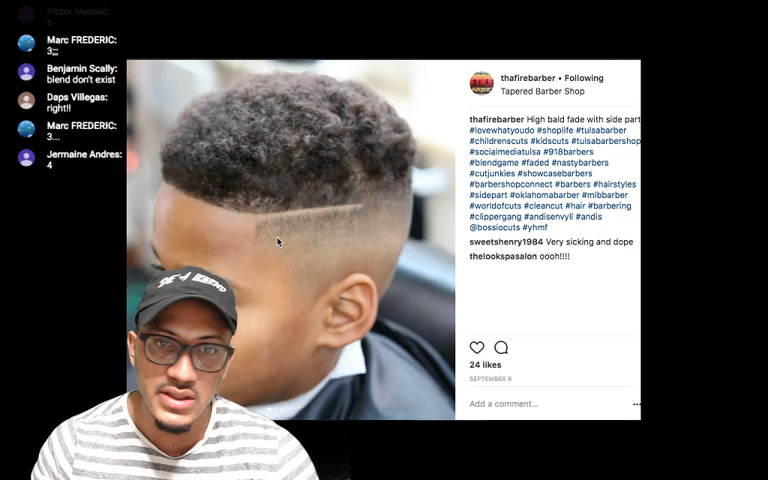 Victor Marcial:
6
Marc FREDERIC:
3;;;
Benjamin Scally:
blend don't exist
Daps Villegas:
right!!
Marc FREDERIC:
3...
Jermaine Andres:
4
thafirebarber • Following
Tapered Barber Shop
thafirebarber High bald fade with side part
#lovewhatyoudo #shoplife #tulsabarber
#childrenscuts #kidscuts #tulsabarbershop
#socialmediatulsa #918barbers
#blendgame #faded #nastybarbers
#cutjunkies #showcasebarbers
#barbershopconnect #barbers #hairstyles
#sidepart #oklahomabarber #mlbbarber
#worldofcuts #cleancut #hair #barbering
#clippergang #andisenvyli #andis
@bossiocuts #yhmf
sweetshenry1984 Very sicking and dope
thelookspasalon oooh!!!!
24 likes
SEPTEMBER 9
Add a comment...